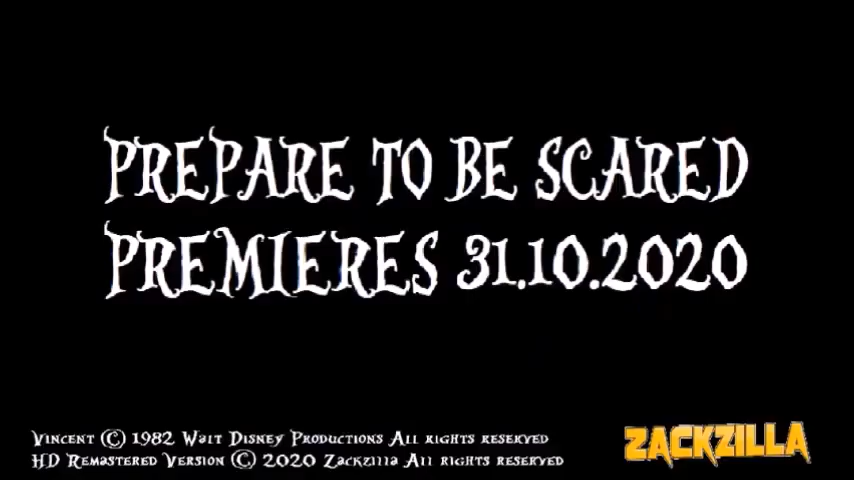 PREPARE TO BE SCARED
PREMIERES 31.10.2020
Vincent (C) 1982 Walt Disney Productions All rights reserved
HD Remastered Version (C) 2020 Zackzilla All rights reserved
ZACKZILLA